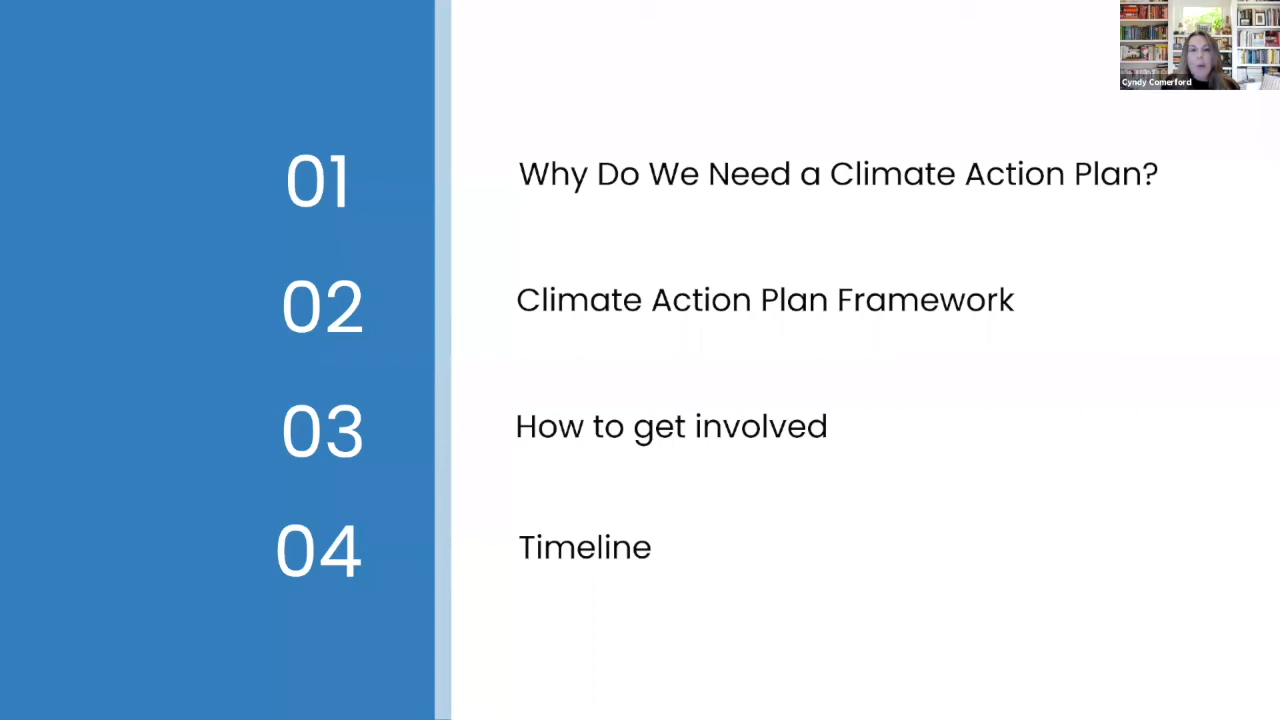 Cyndy Comerford
01 Why Do We Need a Climate Action Plan?
02 Climate Action Plan Framework
03 How to get involved
04 Timeline